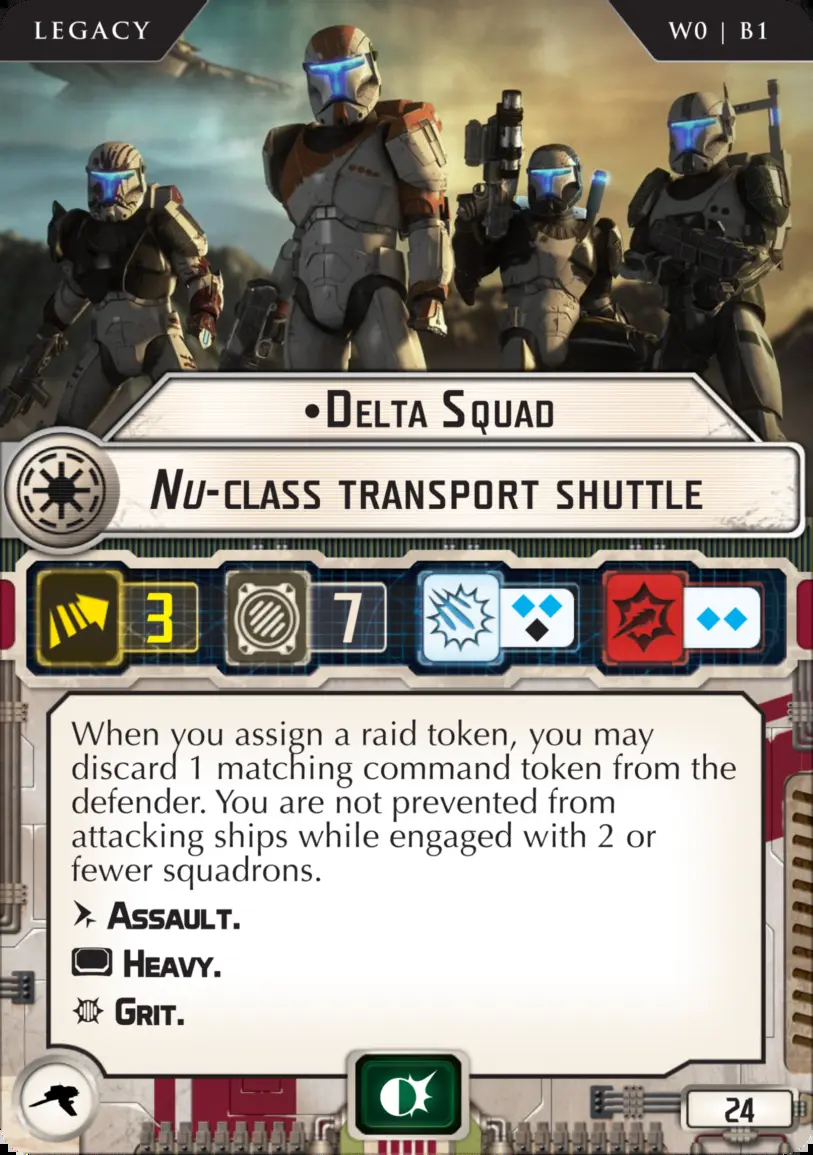 LEGACY
W0 | B1
•DELTA SQUAD
NU-CLASS TRANSPORT SHUTTLE
3
7
When you assign a raid token, you may
discard 1 matching command token from the
defender. You are not prevented from
attacking ships while engaged with 2 or
fewer squadrons.
ASSAULT.
HEAVY.
GRIT.
24